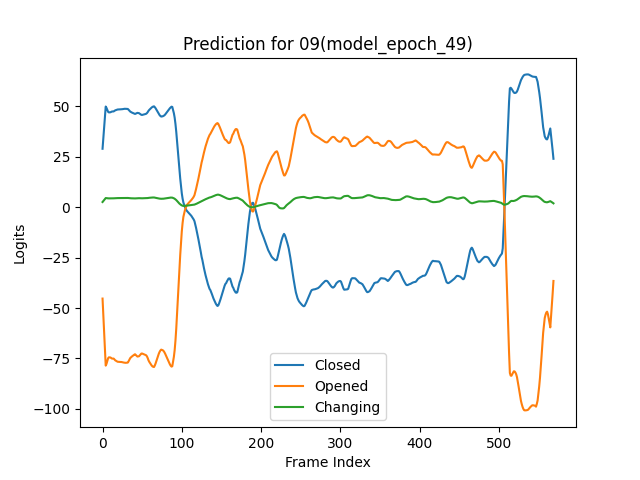 Prediction for 09(model_epoch_49)
50
25
0
−25
−50
−75
−100
Logits
Closed
Opened
Changing
0 100 200 300 400 500
Frame Index